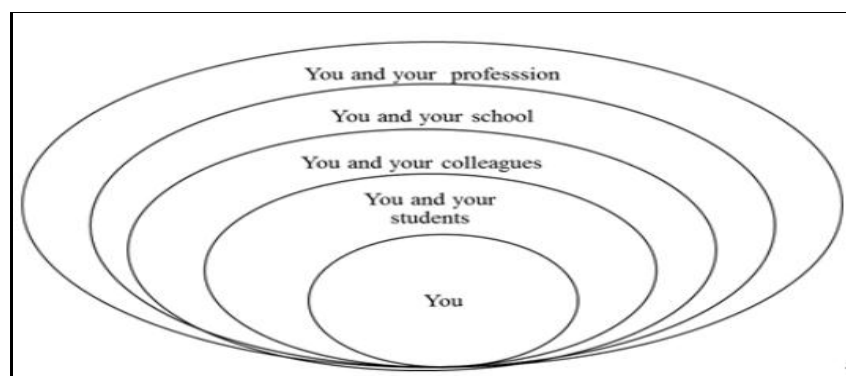 You and your professsion
You and your school
You and your colleagues
You and your
students
You